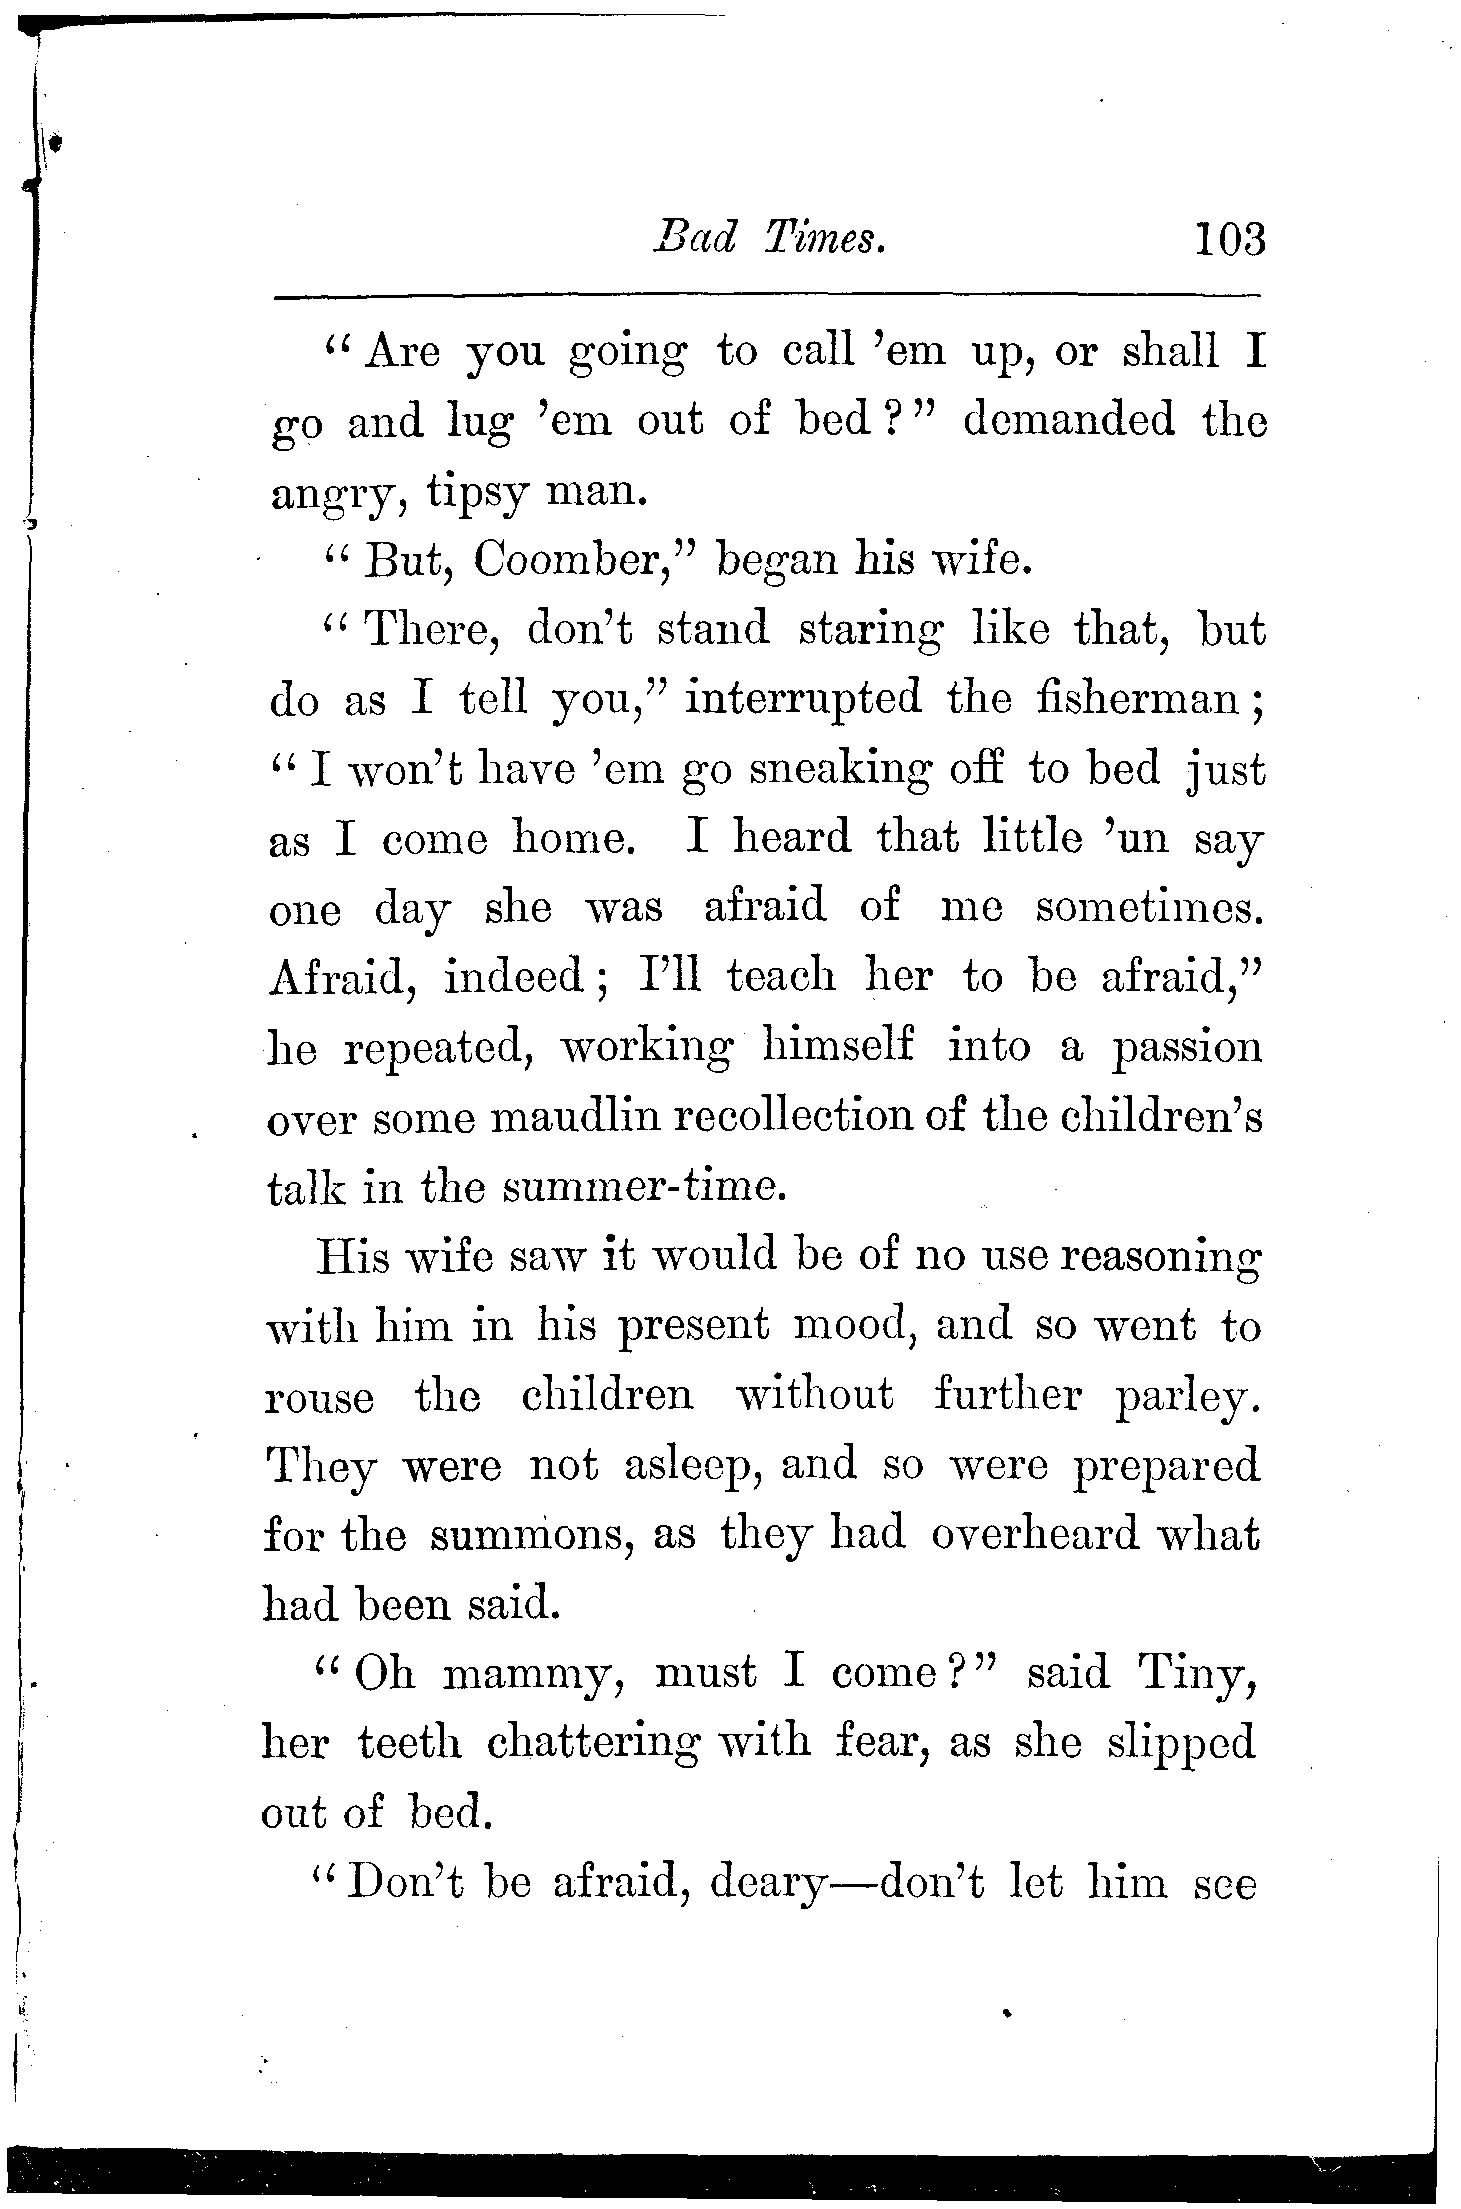 Bad Times. 103
“Are you going to call ’em up, or shall I
go and lug ’em out of bed?” demanded the
angry, tipsy man.
“But, Coomber,” began his wife.
“There, don’t stand staring like that, but
do as I tell you,” interrupted the fisherman;
“I won’t have ’em go sneaking off to bed just
as I come home. I heard that little ’un say
one day she was afraid of me sometimes.
Afraid, indeed; I’ll teach her to be afraid,”
he repeated, working himself into a passion
over some maudlin recollection of the children’s
talk in the summer-time.
His wife saw it would be of no use reasoning
with him in his present mood, and so went to
rouse the children without further parley.
They were not asleep, and so were prepared
for the summons, as they had overheard what
had been said.
“Oh mammy, must I come?” said Tiny,
her teeth chattering with fear, as she slipped
out of bed.
“Don’t be afraid, deary—don’t let him see